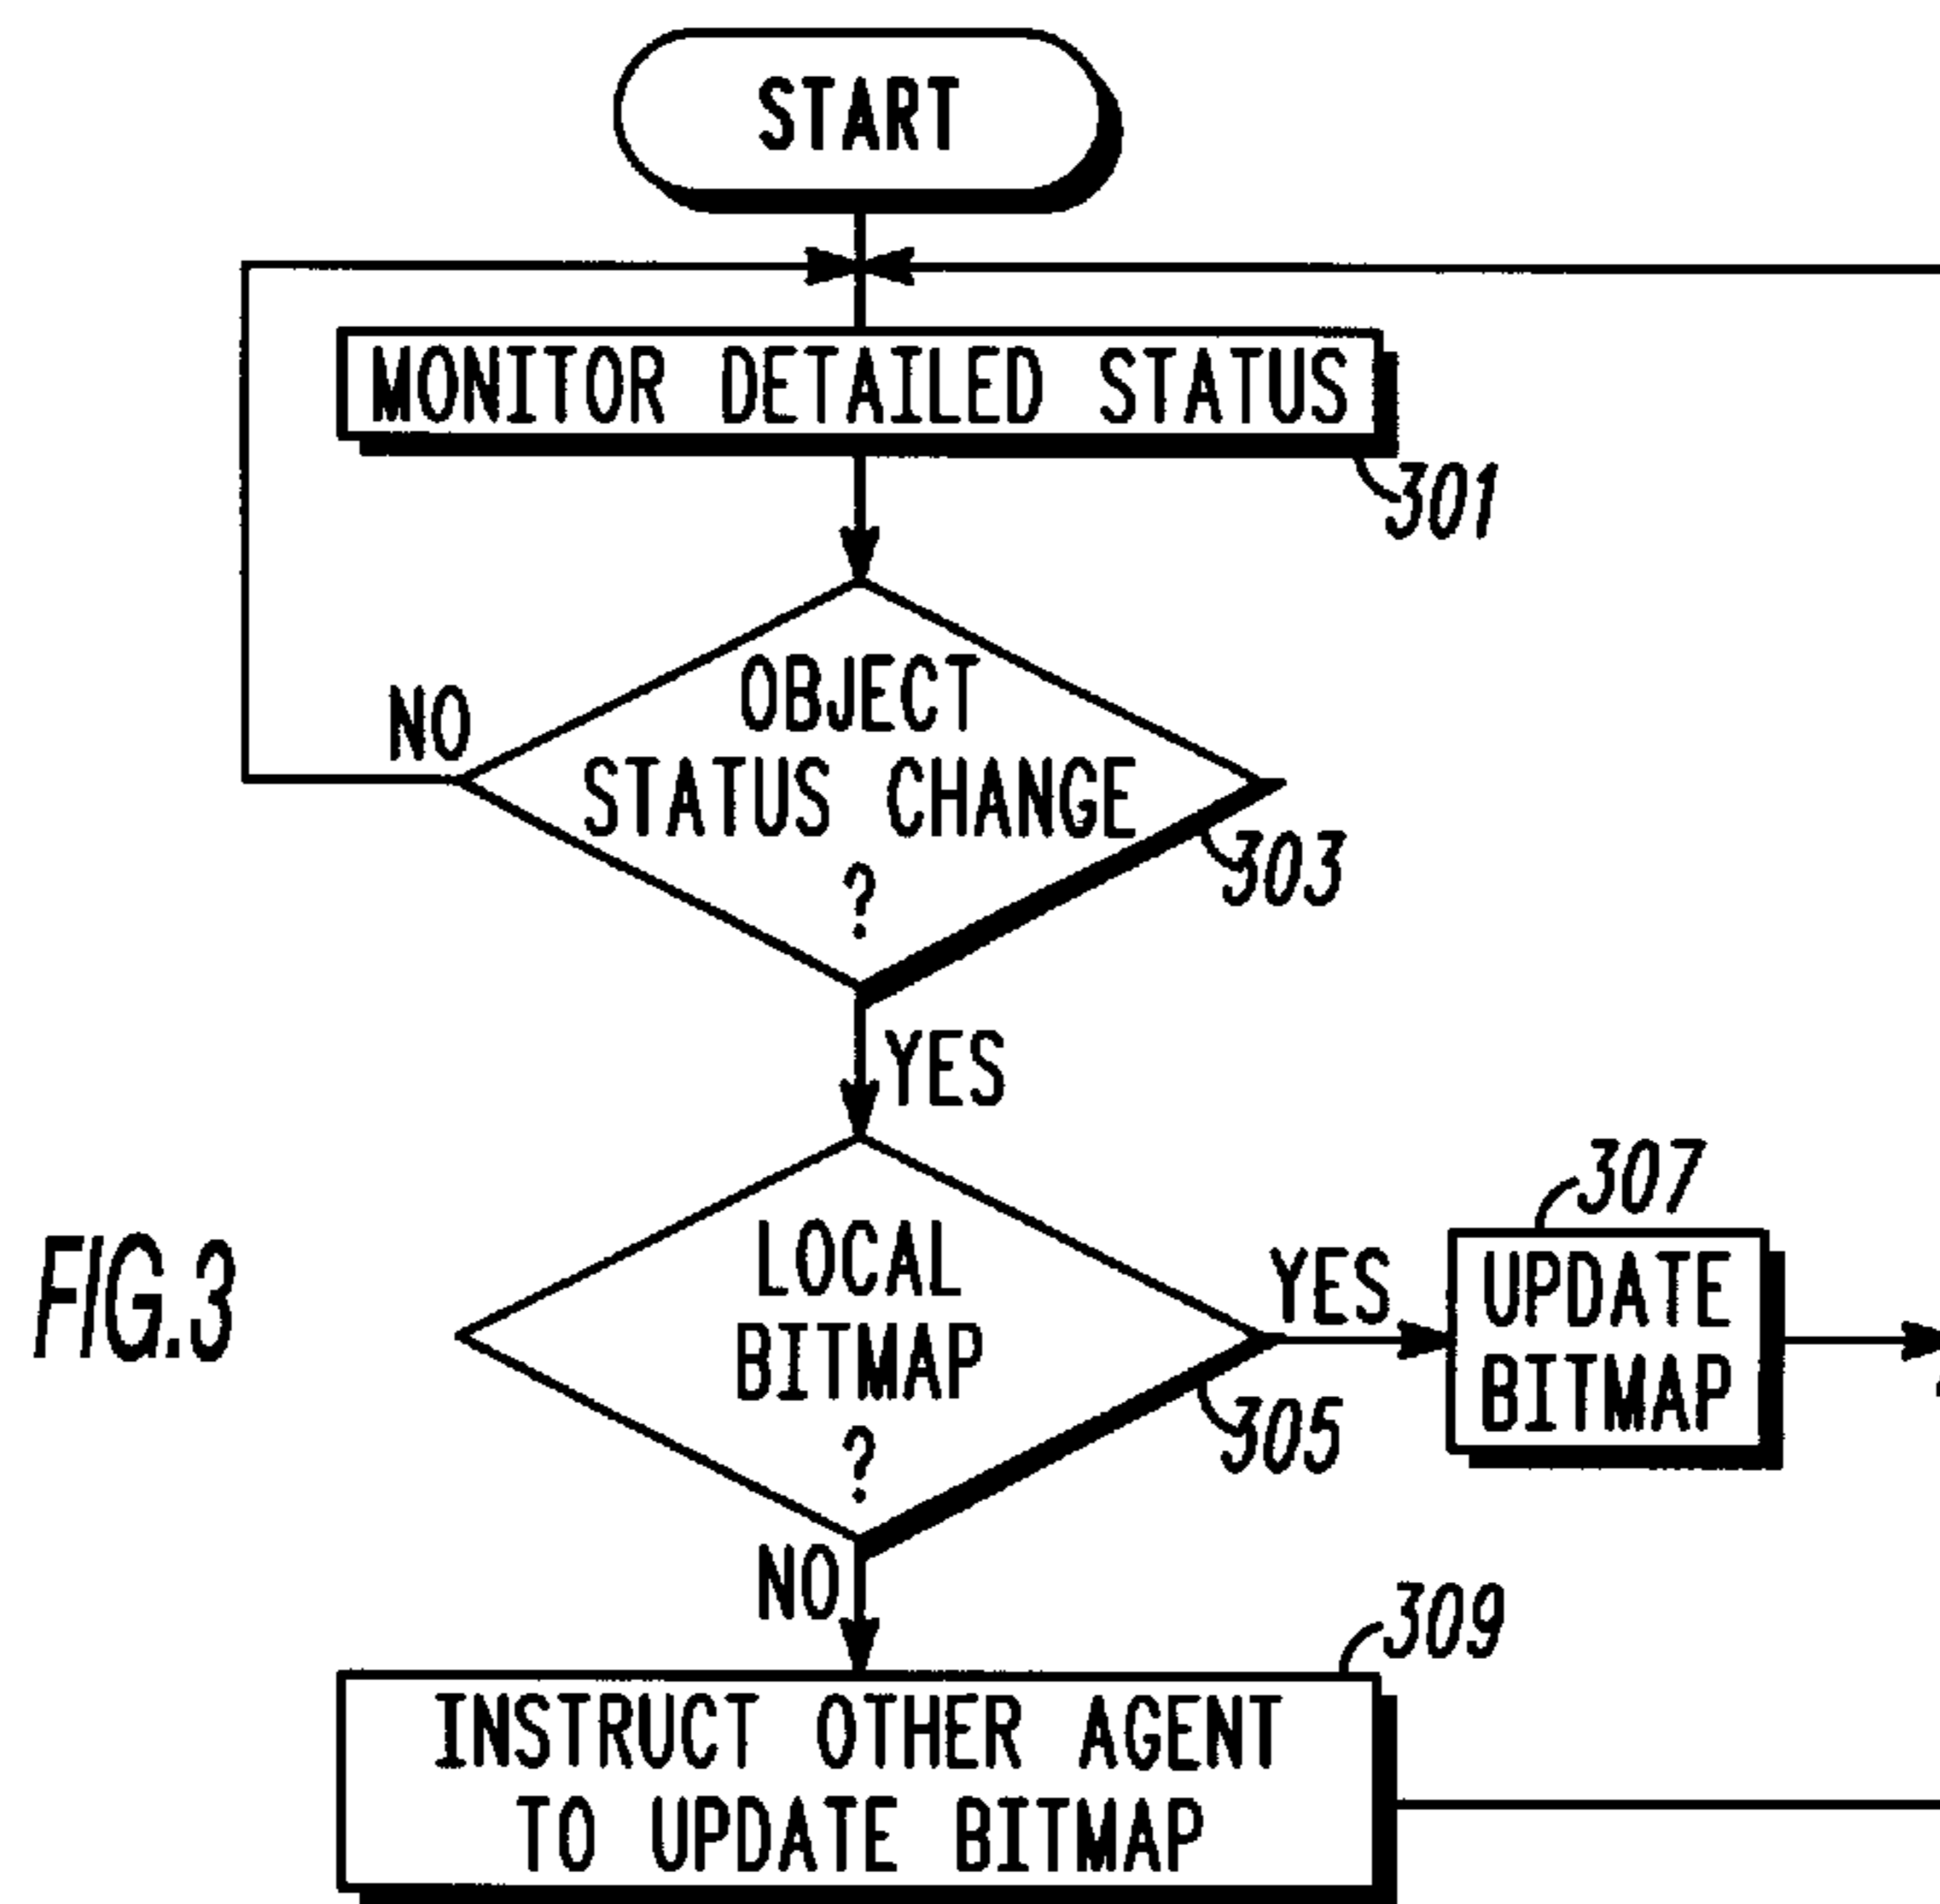 START
MONITOR DETAILED STATUS
301
OBJECT
STATUS CHANGE
?
303
NO
YES
LOCAL
BITMAP
?
305
YES
307
UPDATE
BITMAP
NO
309
INSTRUCT OTHER AGENT
TO UPDATE BITMAP
FIG.3